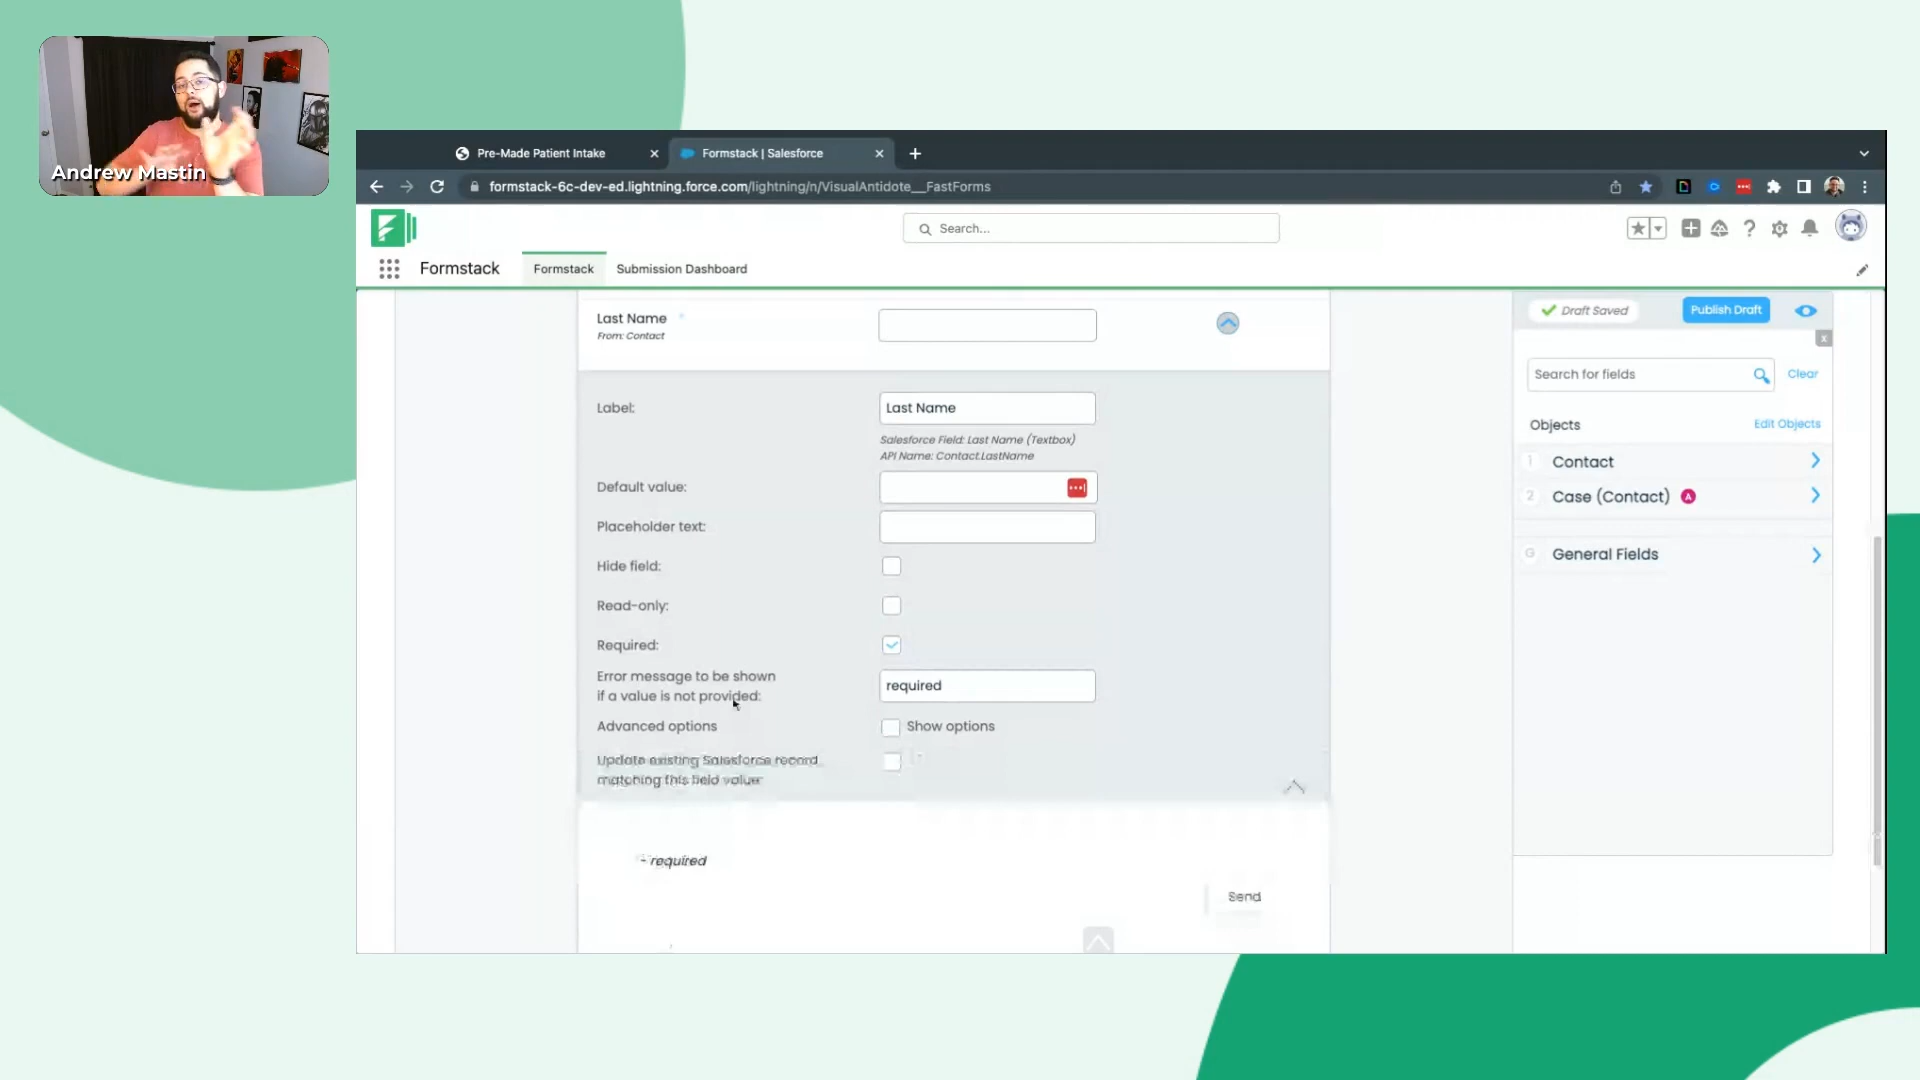 Andrew Mastin
Pre-Made Patient Intake
Formstack | Salesforce
formstack-6c-dev-ed.lightning.force.com/lightning/n/VisualAntidote__FastForms
Search...
Formstack
Formstack
Submission Dashboard
Last Name *
From: Contact
Label:
Last Name
Salesforce Field: Last Name (Textbox)
API Name: Contact.LastName
Default value:
Placeholder text:
Hide field:
Read-only:
Required:
Error message to be shown
if a value is not provided:
required
Advanced options
Show options
Update existing Salesforce record
matching this field value
- required
Send
Draft Saved
Publish Draft
x
Search for fields
Clear
Objects
Edit Objects
1 Contact
2 Case (Contact) A
G General Fields